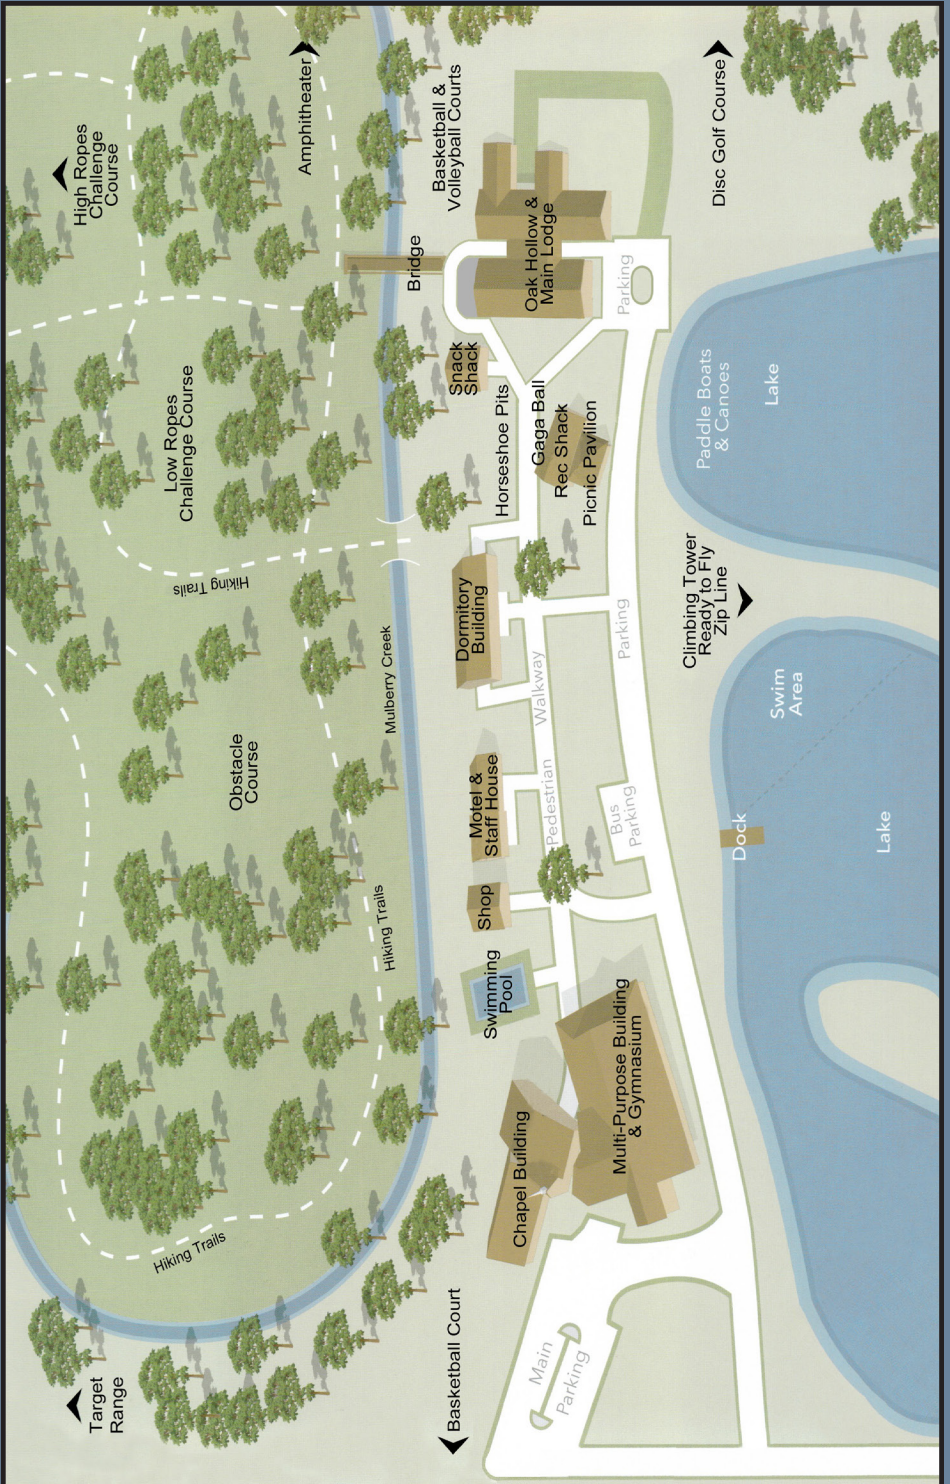 High Ropes
Challenge
Course
Amphitheater
Basketball &
Volleyball Courts
Disc Golf Course
Bridge
Oak Hollow &
Main Lodge
Parking
Snack
Shack
Low Ropes
Challenge Course
Horseshoe Pits
Gaga Ball
Rec Shack
Picnic Pavilion
Paddle Boats
& Canoes
Lake
Hiking Trails
Dormitory
Building
Climbing Tower
Ready to Fly
Zip Line
Parking
Mulberry Creek
Pedestrian Walkway
Swim
Area
Obstacle
Course
Motel &
Staff House
Bus
Parking
Dock
Lake
Hiking Trails
Shop
Swimming
Pool
Multi-Purpose Building
& Gymnasium
Chapel Building
Hiking Trails
Basketball Court
Main
Parking
Target
Range